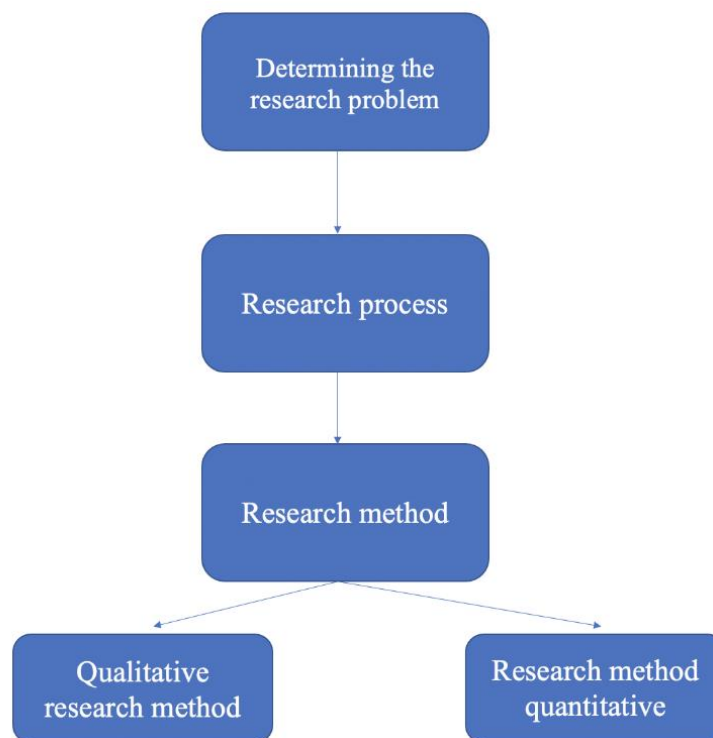 Determining the
research problem
Research process
Research method
Qualitative
research method
Research method
quantitative